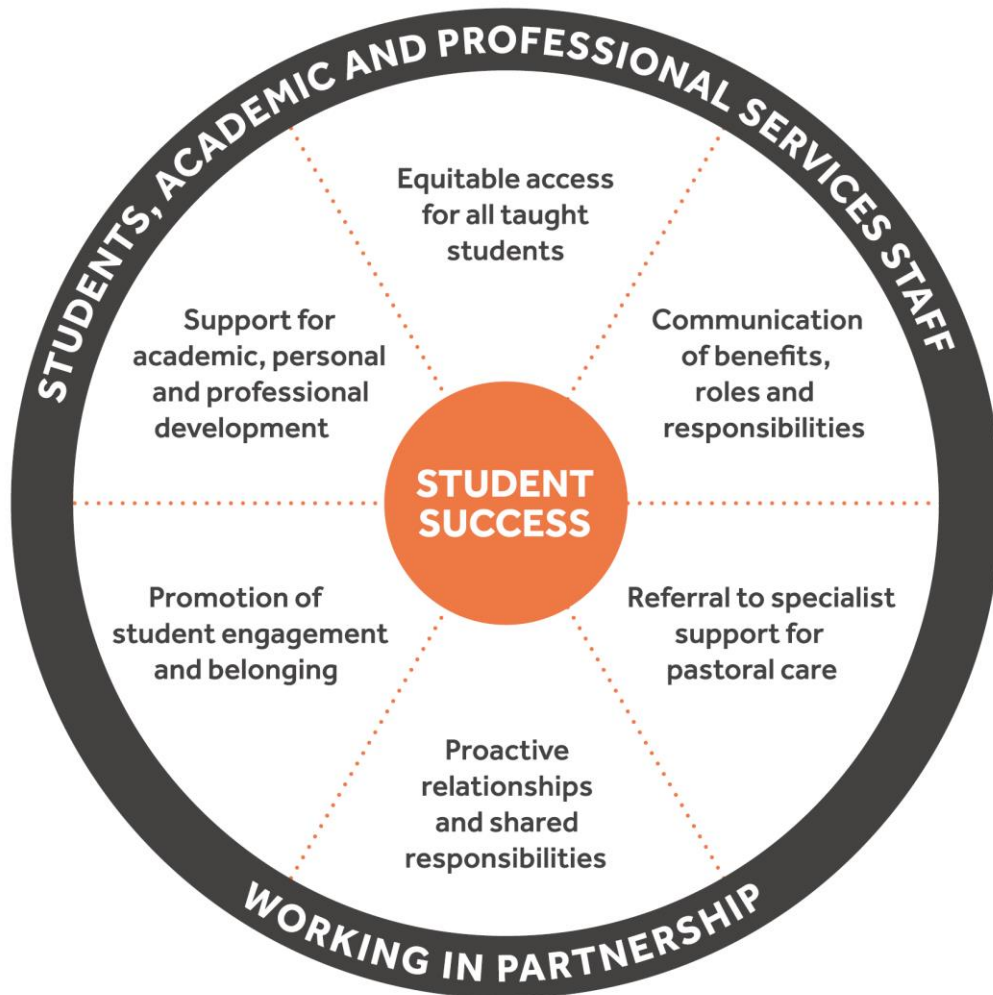 STUDENTS, ACADEMIC AND PROFESSIONAL SERVICES STAFF
Equitable access
for all taught
students
Communication
of benefits,
roles and
responsibilities
Referral to specialist
support for
pastoral care
Proactive
relationships
and shared
responsibilities
Promotion of
student engagement
and belonging
Support for
academic, personal
and professional
development
STUDENT
SUCCESS
WORKING IN PARTNERSHIP